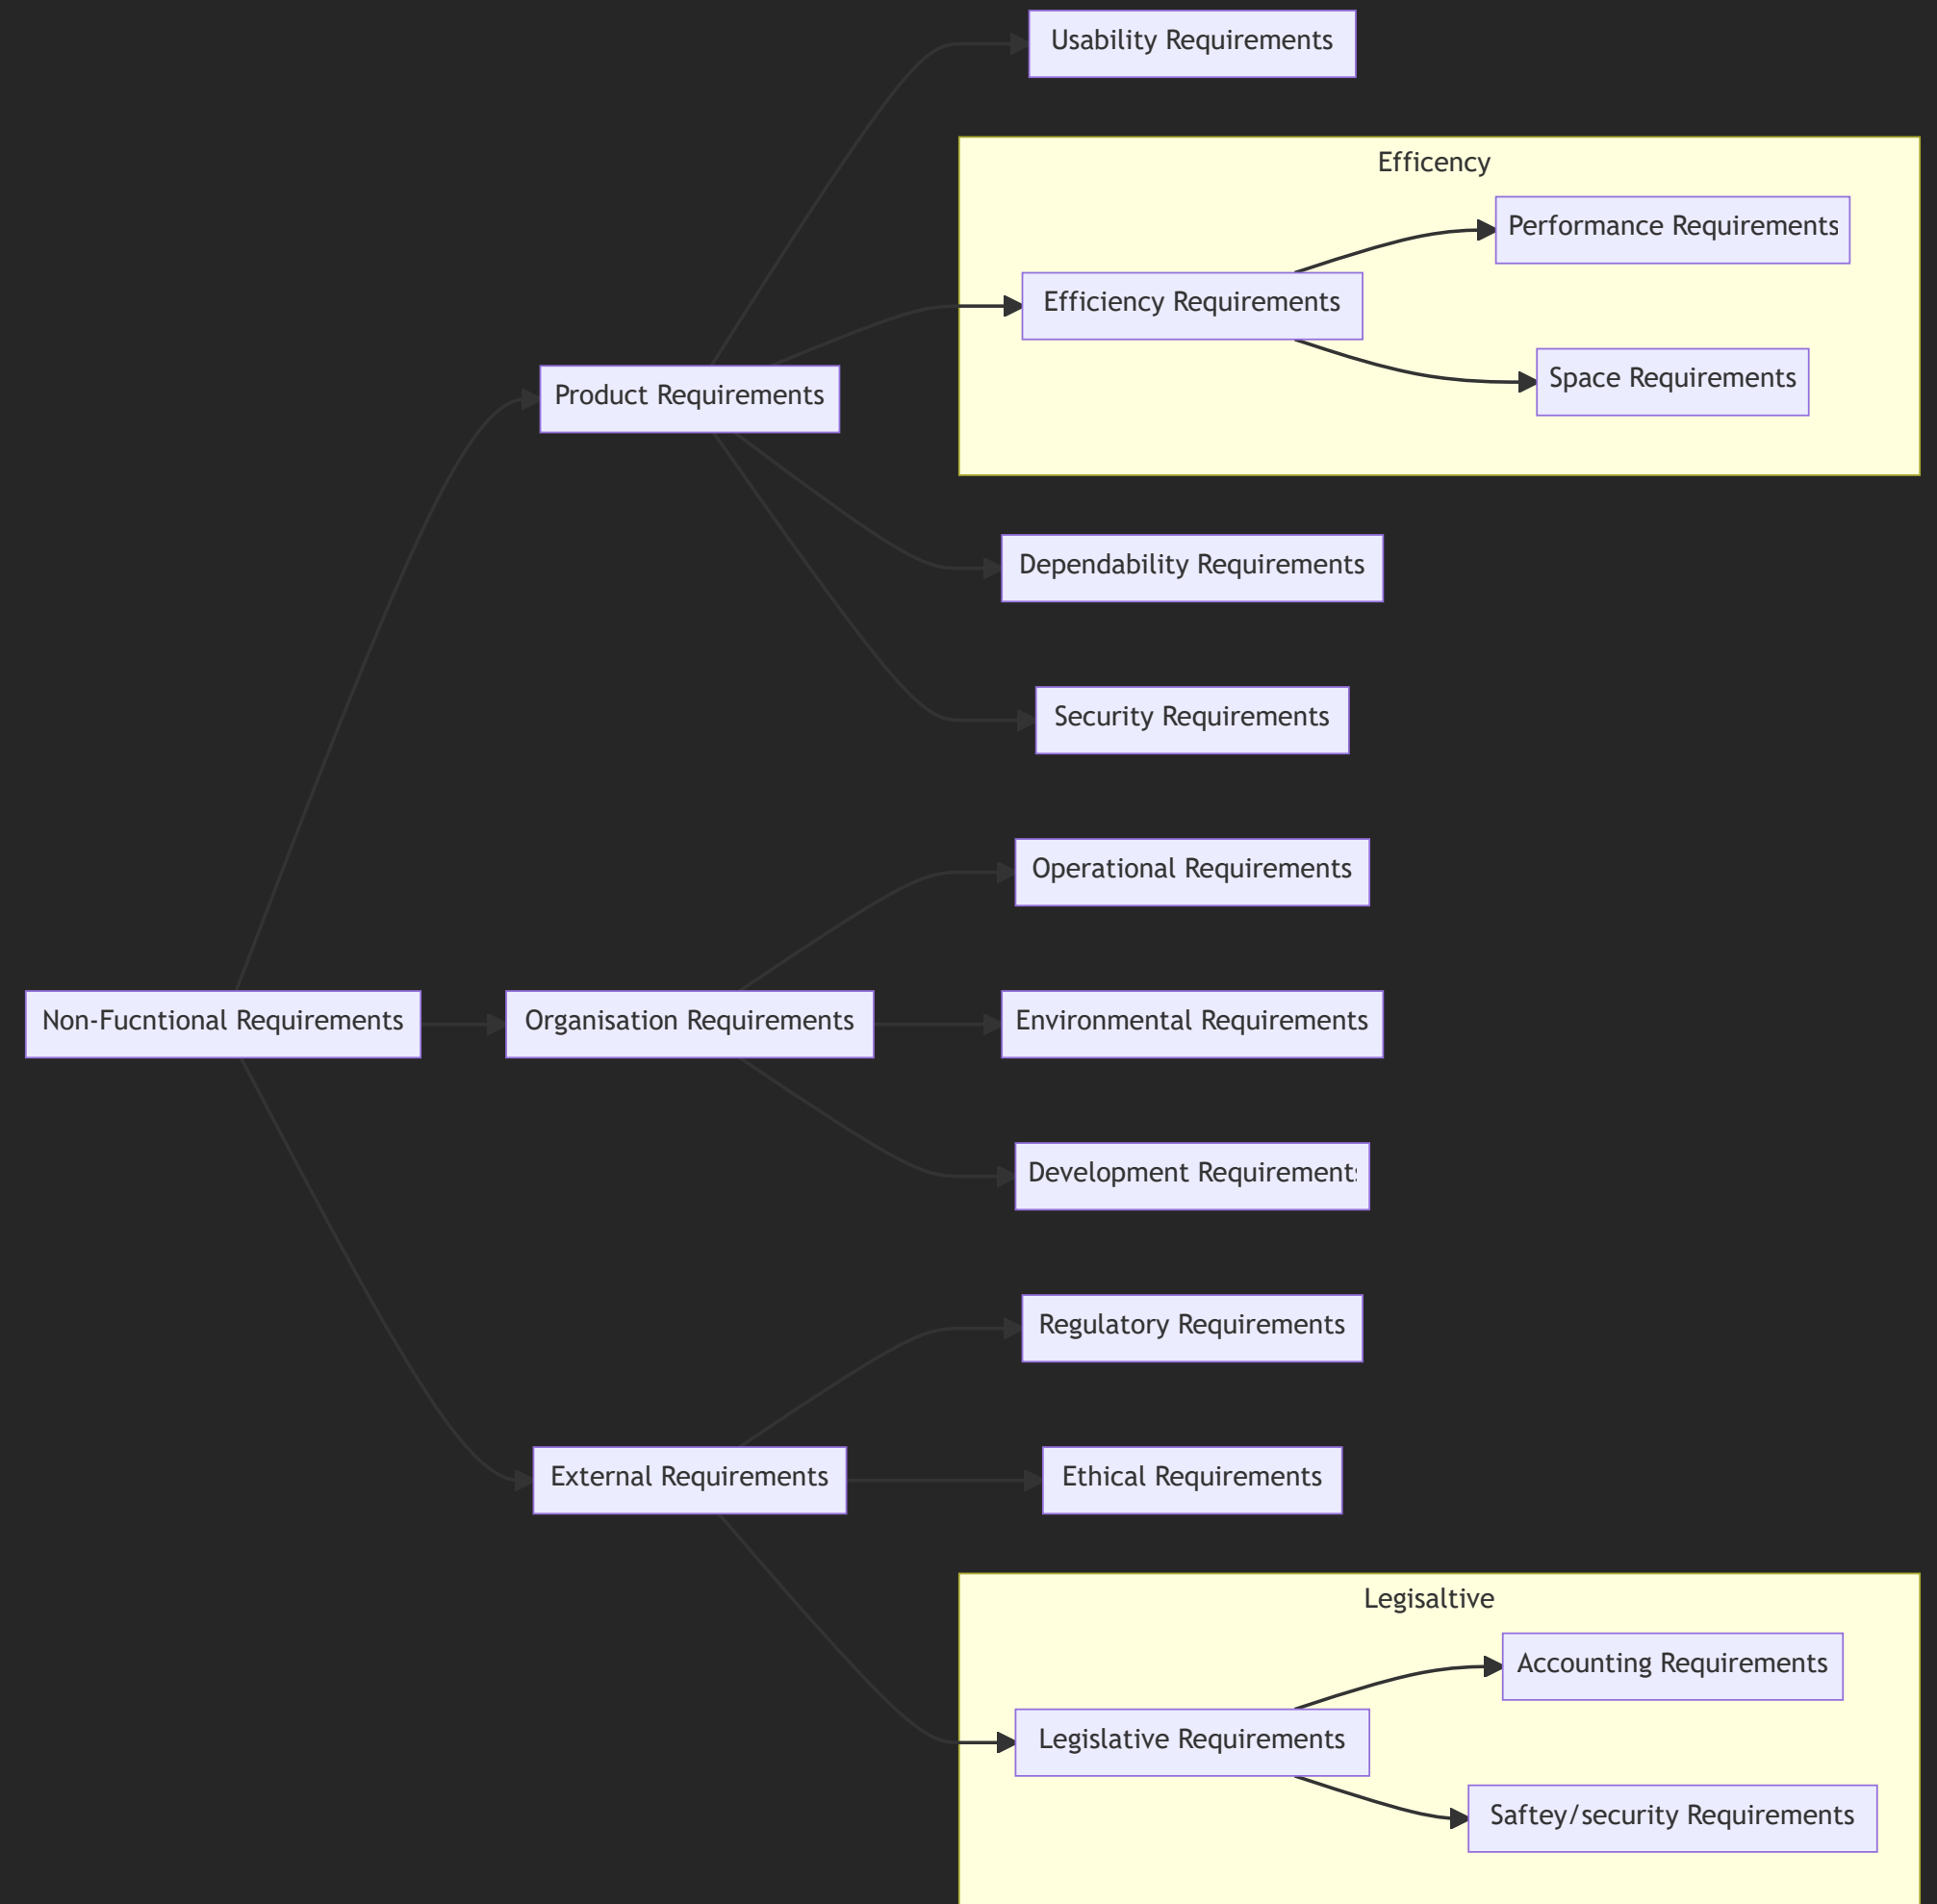 Usability Requirements
Efficency
Performance Requirements
Efficiency Requirements
Space Requirements
Product Requirements
Dependability Requirements
Security Requirements
Operational Requirements
Non-Fucntional Requirements
Organisation Requirements
Environmental Requirements
Development Requirements
Regulatory Requirements
External Requirements
Ethical Requirements
Legisaltive
Accounting Requirements
Legislative Requirements
Saftey/security Requirements